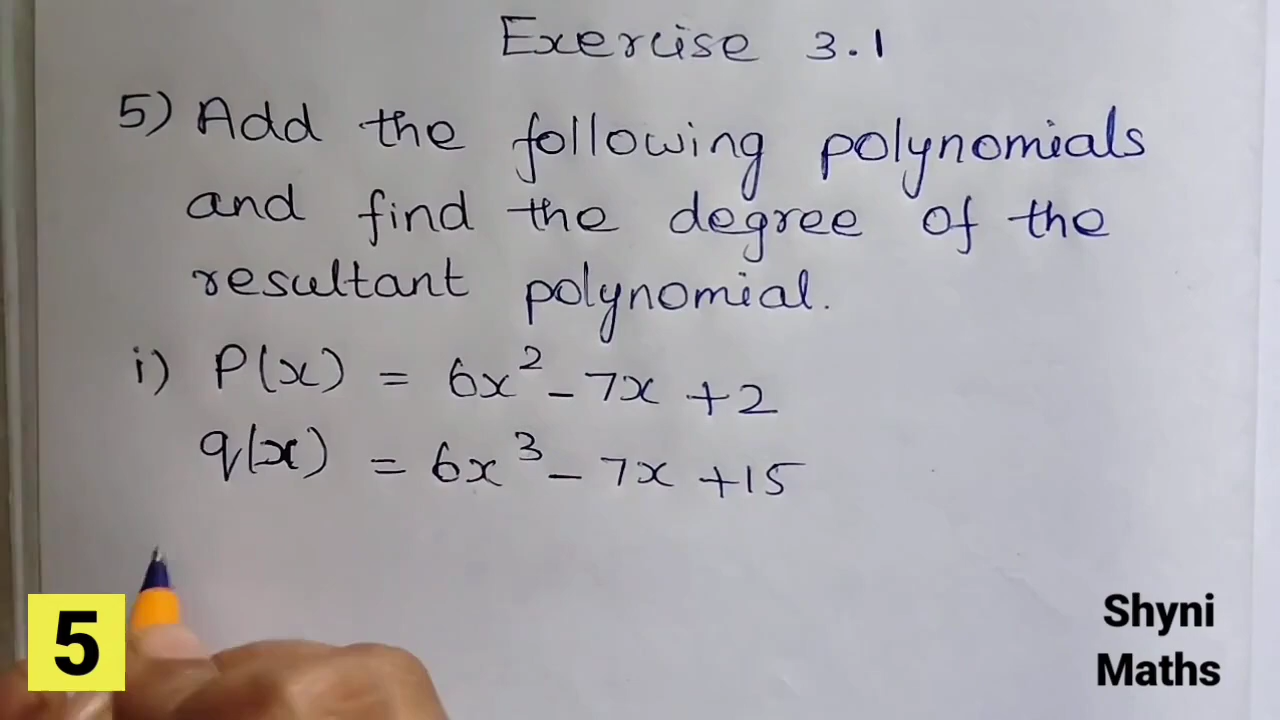 Exercise 3.1
5) Add the following polynomials
and find the degree of the
resultant polynomial.
i) P(x) = 6x² - 7x + 2
q(x) = 6x³ - 7x + 15
5
Shyni
Maths